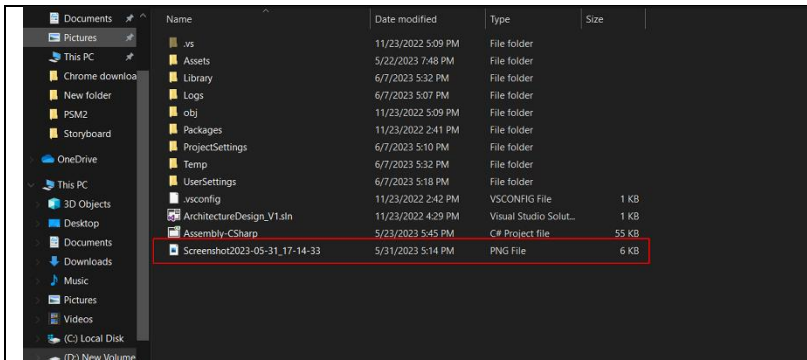 Documents
Pictures
This PC
Chrome downloa
New folder
PSM2
Storyboard
OneDrive
This PC
3D Objects
Desktop
Documents
Downloads
Music
Pictures
Videos
(C:) Local Disk
(D:) New Volume
Name Date modified Type Size
.vs 11/23/2022 5:09 PM File folder
Assets 5/22/2023 7:48 PM File folder
Library 6/7/2023 5:32 PM File folder
Logs 6/7/2023 5:07 PM File folder
obj 11/23/2022 5:09 PM File folder
Packages 11/23/2022 2:41 PM File folder
ProjectSettings 6/7/2023 5:10 PM File folder
Temp 6/7/2023 5:32 PM File folder
UserSettings 6/7/2023 5:18 PM File folder
.vsconfig 11/23/2022 2:42 PM VSCONFIG File 1 KB
ArchitectureDesign_V1.sln 11/23/2022 4:29 PM Visual Studio Solut... 1 KB
Assembly-CSharp 5/23/2023 5:45 PM C# Project file 55 KB
Screenshot2023-05-31_17-14-33 5/31/2023 5:14 PM PNG File 6 KB